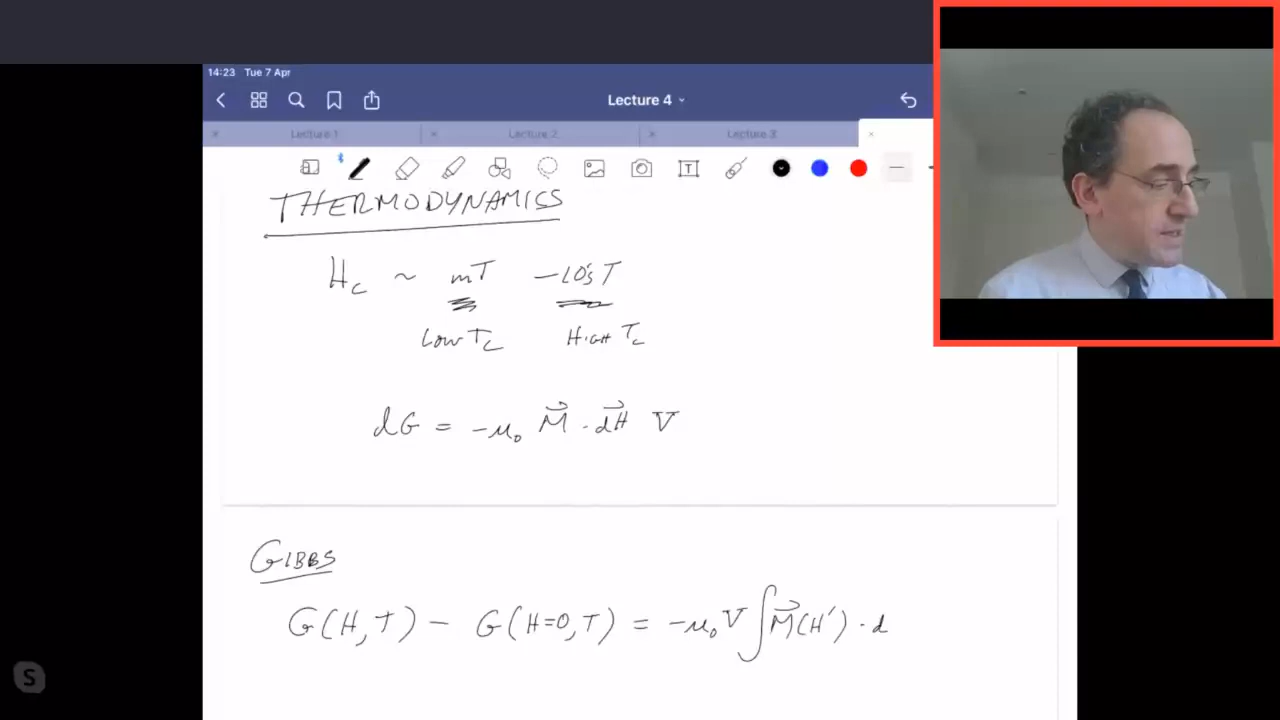 14:23 Tue 7 Apr
Lecture 4
Lecture 1 Lecture 2 Lecture 3
THERMODYNAMICS
H_C ~ mT -10's T
LOW T_C HIGH T_C
dG = -μ₀ M⃗ · dH⃗ V
GIBBS
G(H,T) - G(H=0,T) = -μ₀V ∫M⃗(H′) · d
S